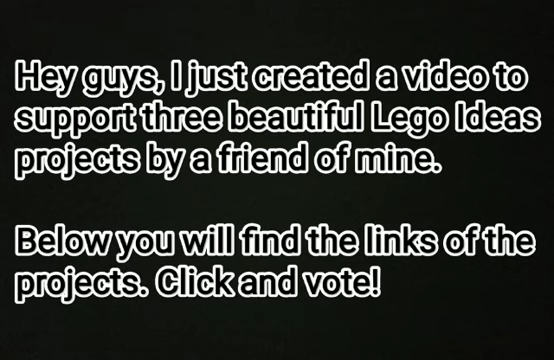 Hey guys, I just created a video to
support three beautiful Lego Ideas
projects by a friend of mine.
Below you will find the links of the
projects. Click and vote!